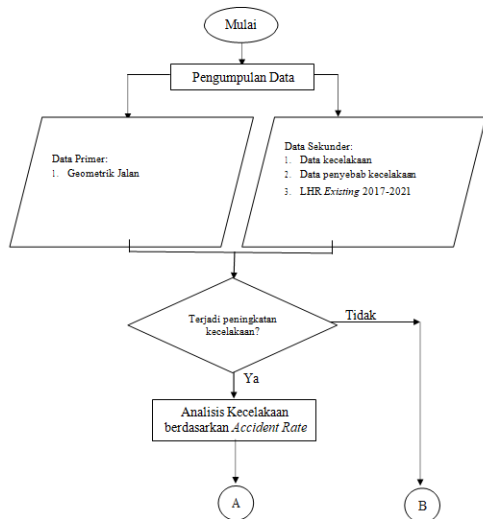 Mulai
Pengumpulan Data
Data Primer:
1. Geometrik Jalan
Data Sekunder:
1. Data kecelakaan
2. Data penyebab kecelakaan
3. LHR Existing 2017-2021
Terjadi peningkatan
kecelakaan?
Tidak
Ya
Analisis Kecelakaan
berdasarkan Accident Rate
A
B